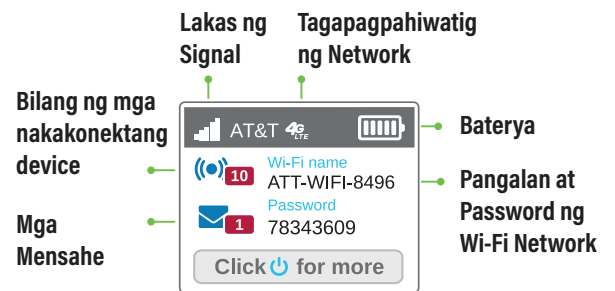 Lakas ng
Signal
Tagapagpahiwatig
ng Network
Bilang ng mga
nakakonektang
device
Mga
Mensahe
AT&T 4G LTE
10
Wi-Fi name
ATT-WIFI-8496
1
Password
78343609
Click for more
Baterya
Pangalan at
Password ng
Wi-Fi Network